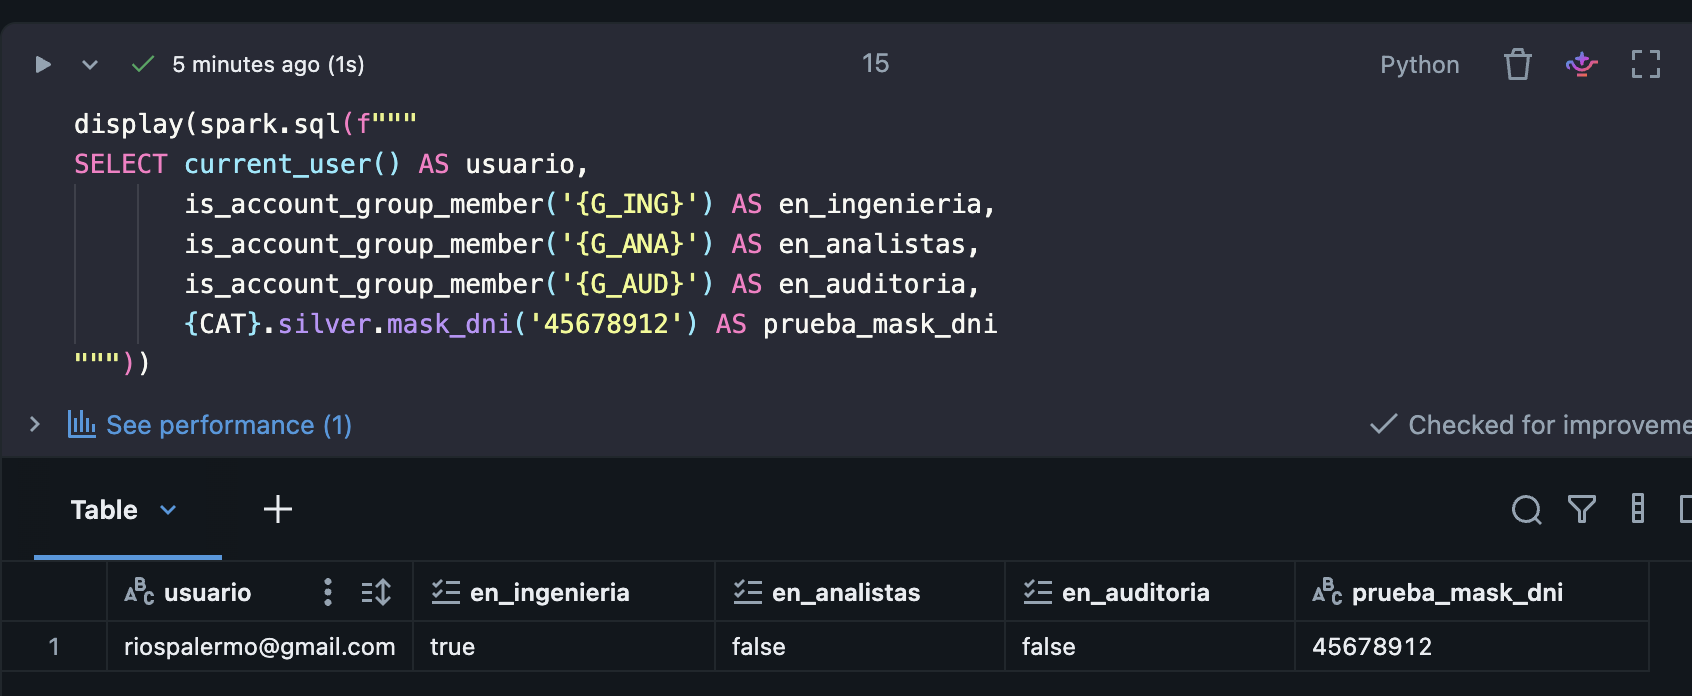 5 minutes ago (1s)
15
Python
display(spark.sql(f"""
SELECT current_user() AS usuario,
is_account_group_member('{G_ING}') AS en_ingenieria,
is_account_group_member('{G_ANA}') AS en_analistas,
is_account_group_member('{G_AUD}') AS en_auditoria,
{CAT}.silver.mask_dni('45678912') AS prueba_mask_dni
"""))
See performance (1)
Checked for improveme
Table
usuario en_ingenieria en_analistas en_auditoria prueba_mask_dni
1 riospalermo@gmail.com true false false 45678912